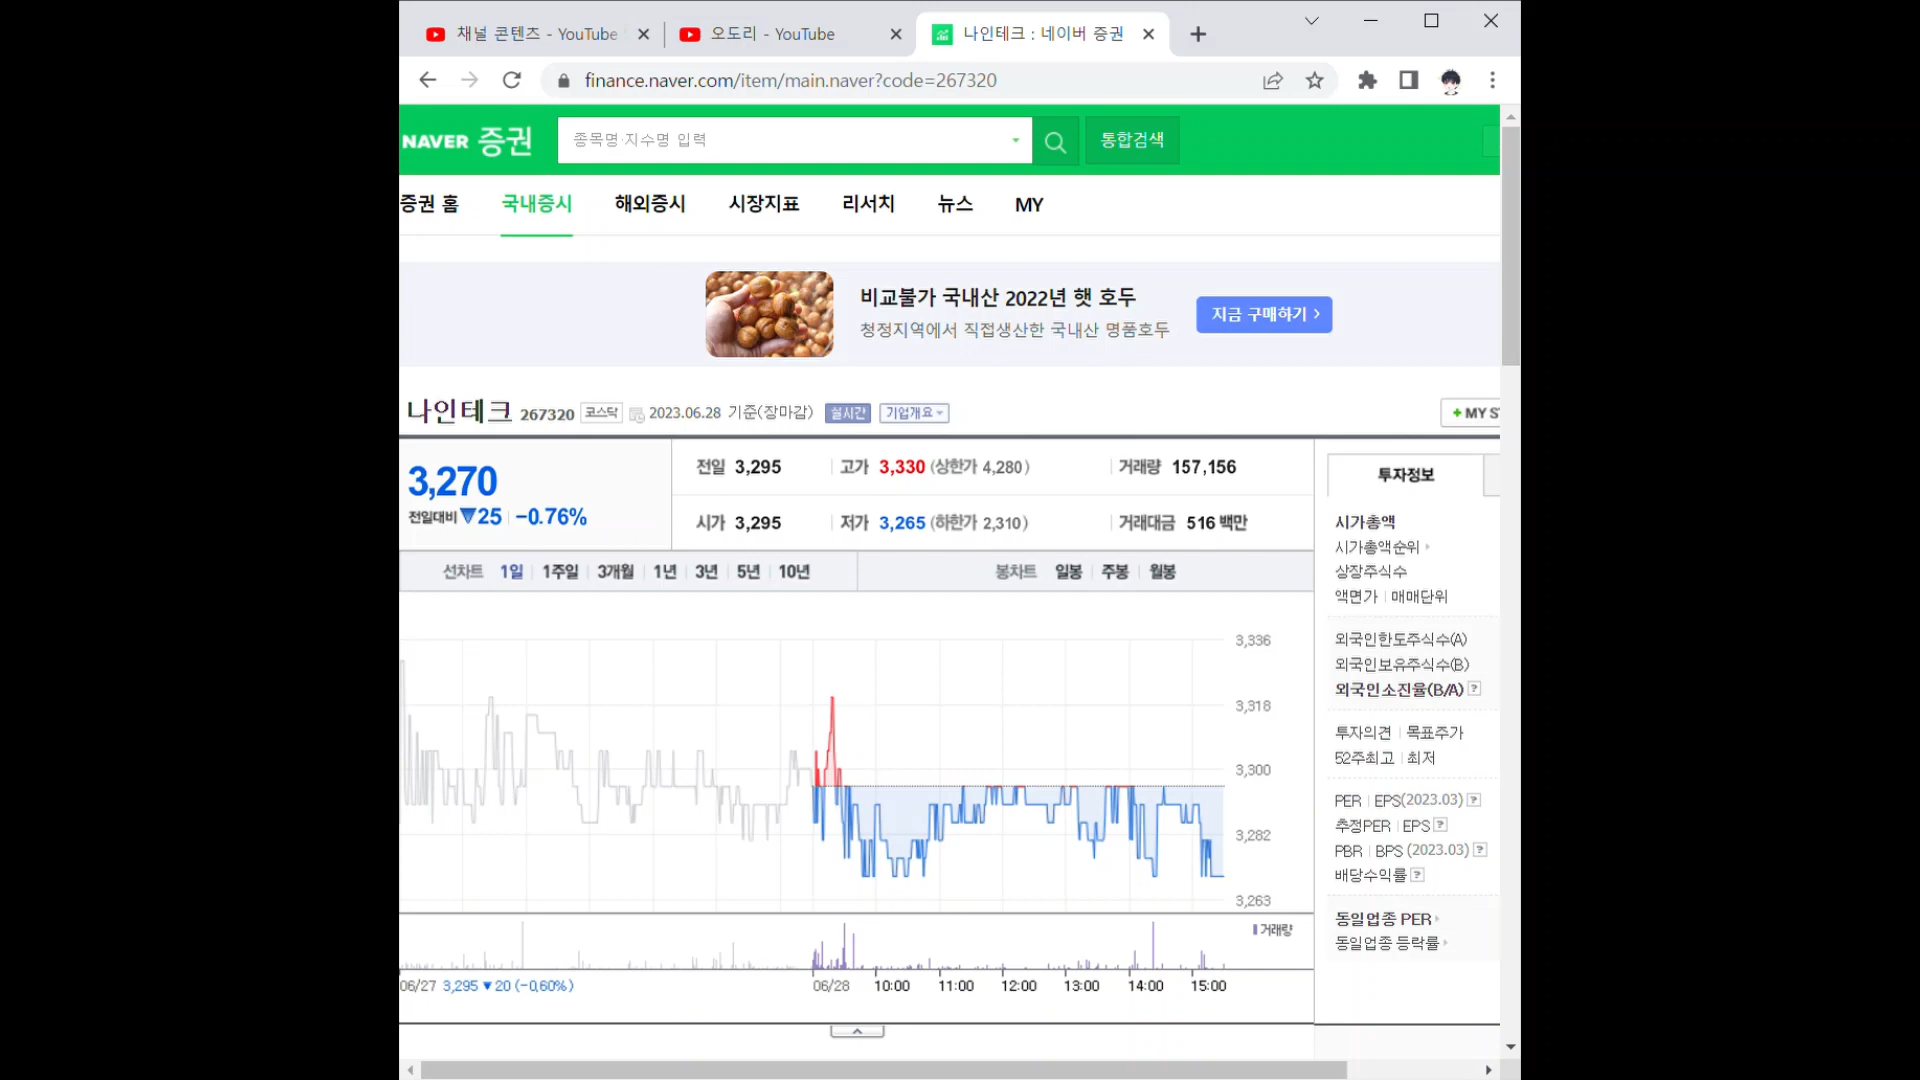 채널 콘텐츠 - YouTube
오도리 - YouTube
나인테크 : 네이버 증권
finance.naver.com/item/main.naver?code=267320
NAVER 증권
종목명·지수명 입력
통합검색
증권 홈 국내증시 해외증시 시장지표 리서치 뉴스 MY
비교불가 국내산 2022년 햇 호두
청정지역에서 직접생산한 국내산 명품호두
지금 구매하기
나인테크 267320 코스닥 2023.06.28 기준(장마감) 실시간 기업개요
+ MY
3,270
전일대비 ▼25 -0.76%
전일 3,295 고가 3,330 (상한가 4,280) 거래량 157,156
시가 3,295 저가 3,265 (하한가 2,310) 거래대금 516 백만
선차트 1일 1주일 3개월 1년 3년 5년 10년
봉차트 일봉 주봉 월봉
3,336
3,318
3,300
3,282
3,263
거래량
06/27 3,295 ▼20 (-0.60%)
06/28 10:00 11:00 12:00 13:00 14:00 15:00
투자정보
시가총액
시가총액순위
상장주식수
액면가 | 매매단위
외국인한도주식수(A)
외국인보유주식수(B)
외국인소진율(B/A) ?
투자의견 | 목표주가
52주최고 | 최저
PER | EPS(2023.03) ?
추정PER | EPS ?
PBR | BPS (2023.03) ?
배당수익률 ?
동일업종 PER
동일업종 등락률